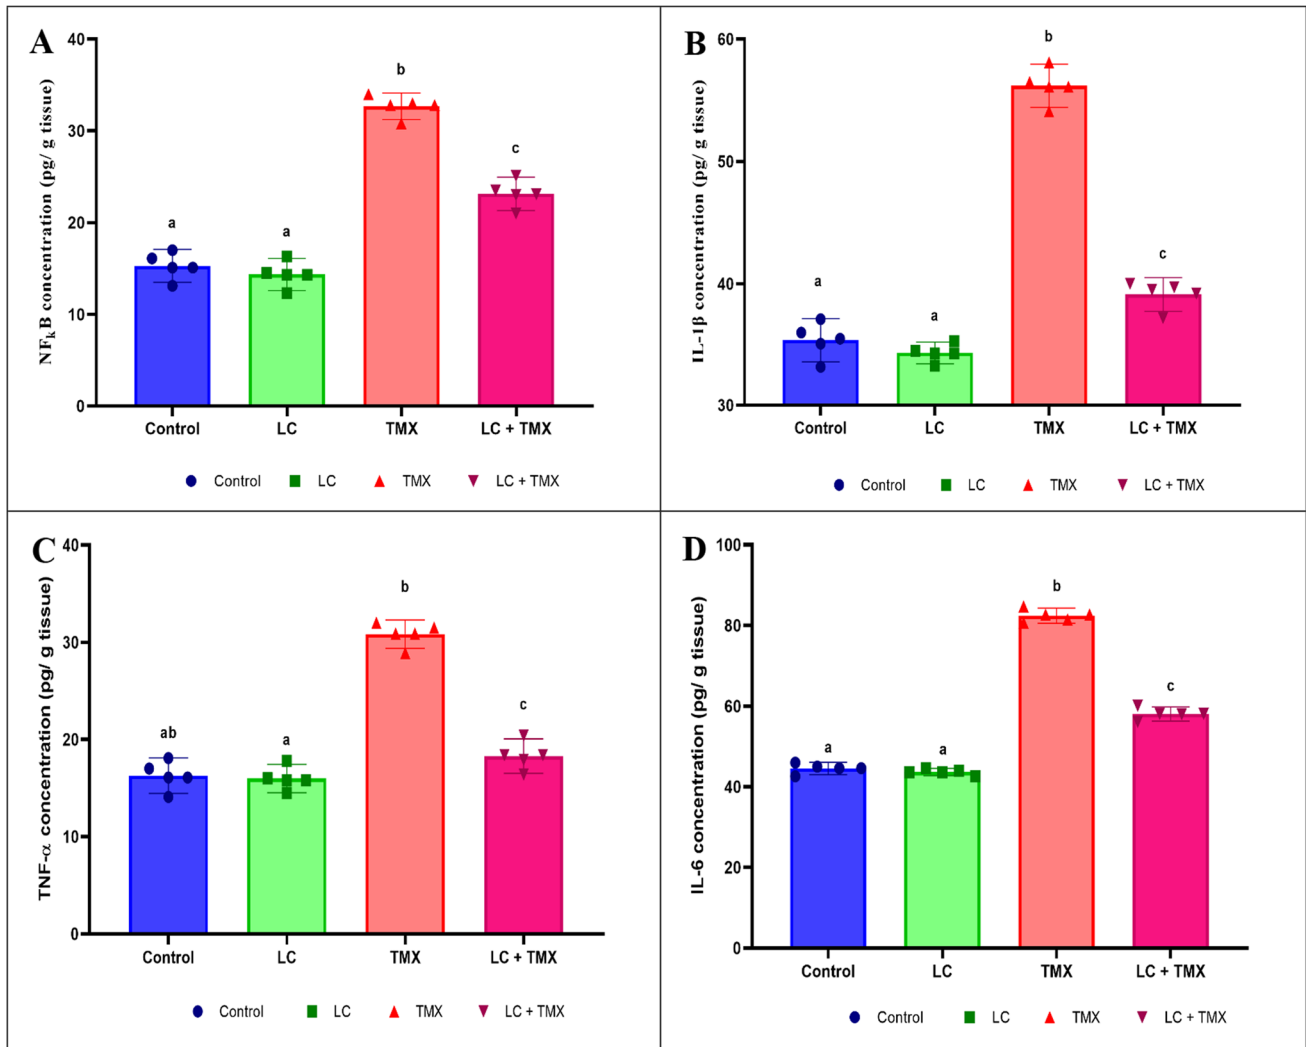 A
NFkB concentration (pg/ g tissue)
40
30
20
10
0
a
a
b
c
Control LC TMX LC + TMX
Control LC TMX LC + TMX
B
IL-1β concentration (pg/ g tissue)
60
50
40
30
a
a
b
c
Control LC TMX LC + TMX
Control LC TMX LC + TMX
C
TNF-α concentration (pg/ g tissue)
40
30
20
10
0
ab
a
b
c
Control LC TMX LC + TMX
Control LC TMX LC + TMX
D
IL-6 concentration (pg/ g tissue)
100
80
60
40
20
0
a
a
b
c
Control LC TMX LC + TMX
Control LC TMX LC + TMX